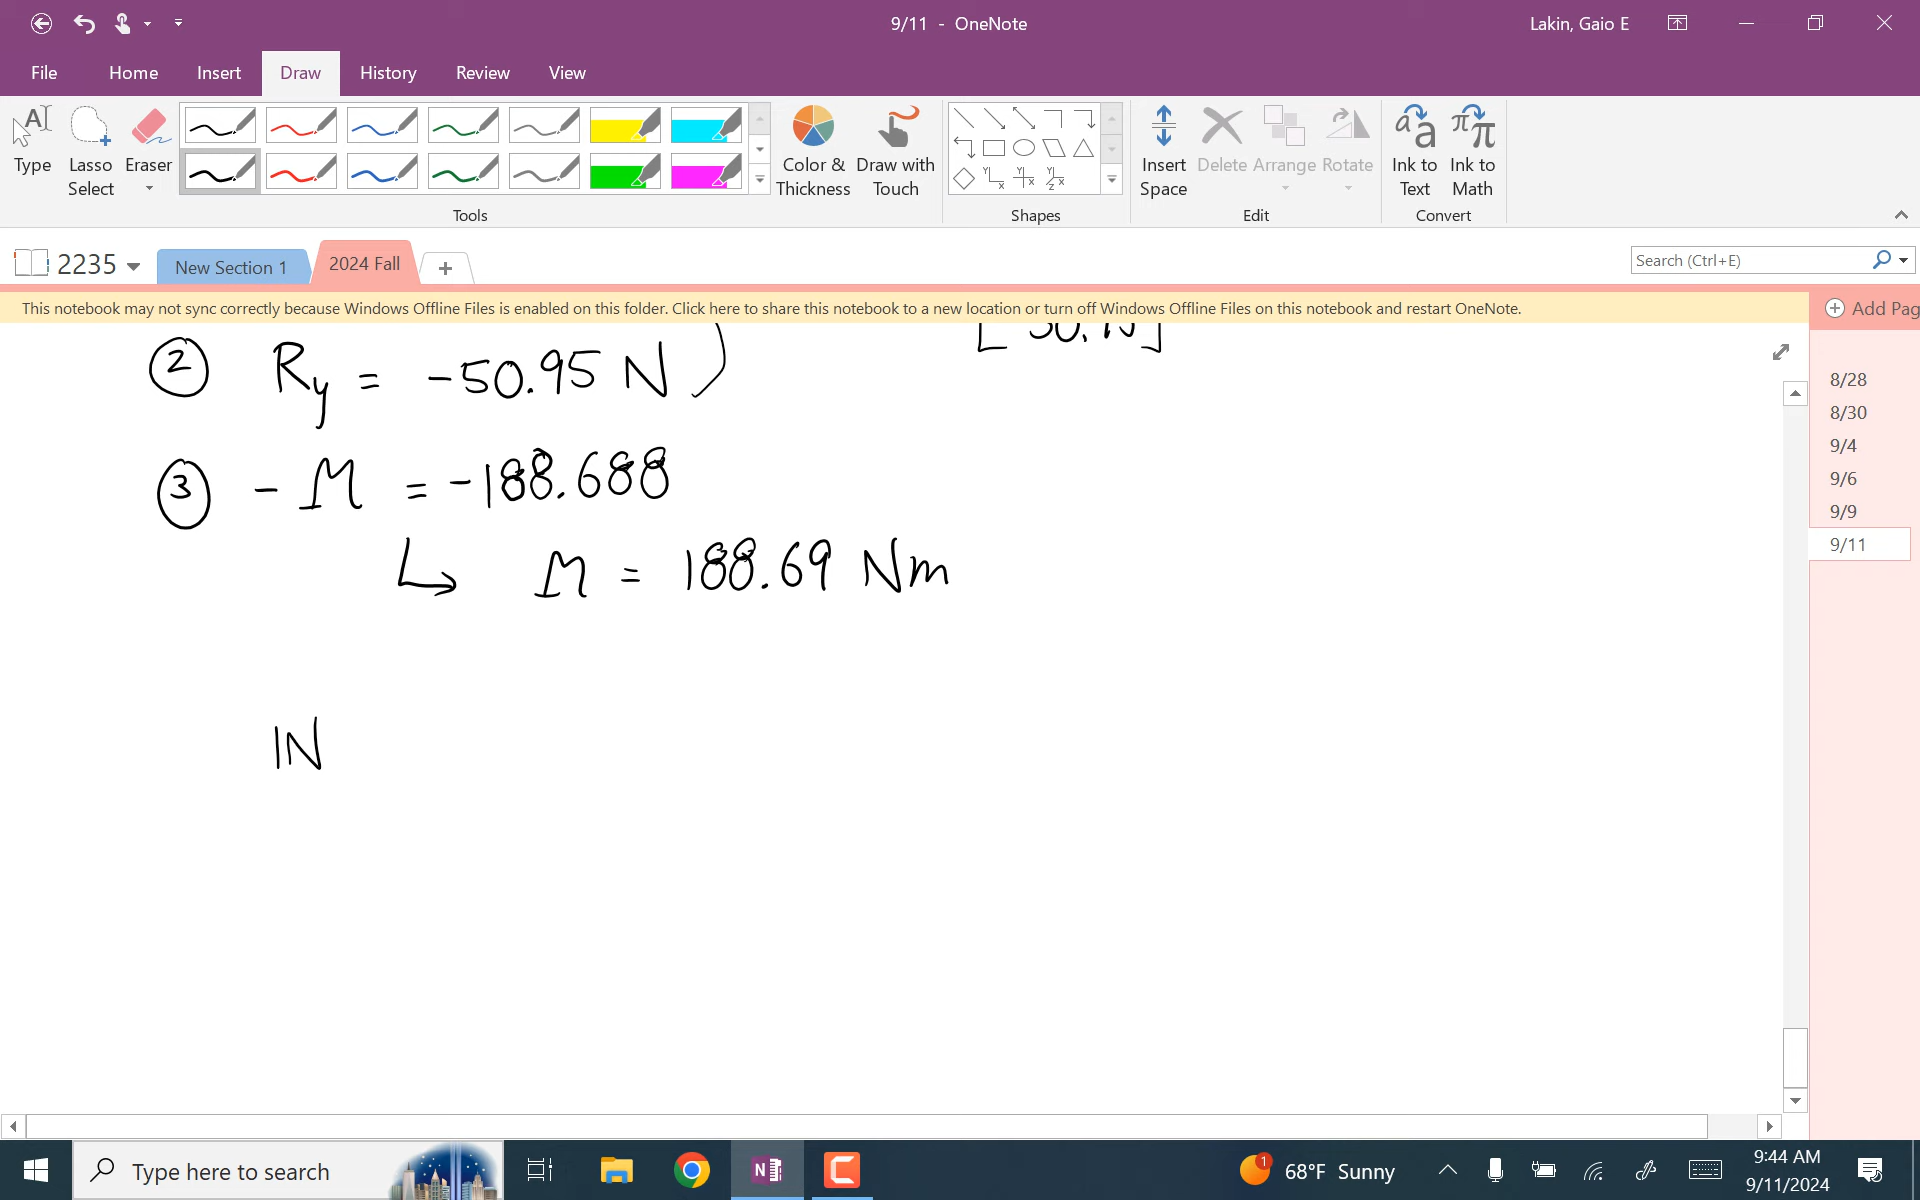 9/11 - OneNote
Lakin, Gaio E
File Home Insert Draw History Review View
Type
Lasso Select
Eraser
Color & Thickness
Draw with Touch
Insert Space
Delete
Arrange
Rotate
Ink to Text
Ink to Math
Tools
Shapes
Edit
Convert
2235
New Section 1
2024 Fall
Search (Ctrl+E)
This notebook may not sync correctly because Windows Offline Files is enabled on this folder. Click here to share this notebook to a new location or turn off Windows Offline Files on this notebook and restart OneNote.
Add Pag
8/28
8/30
9/4
9/6
9/9
9/11
② Ry = -50.95 N )
③ - M = -188.688
↳ M = 188.69 Nm
IN
Type here to search
1
68°F Sunny
9:44 AM
9/11/2024